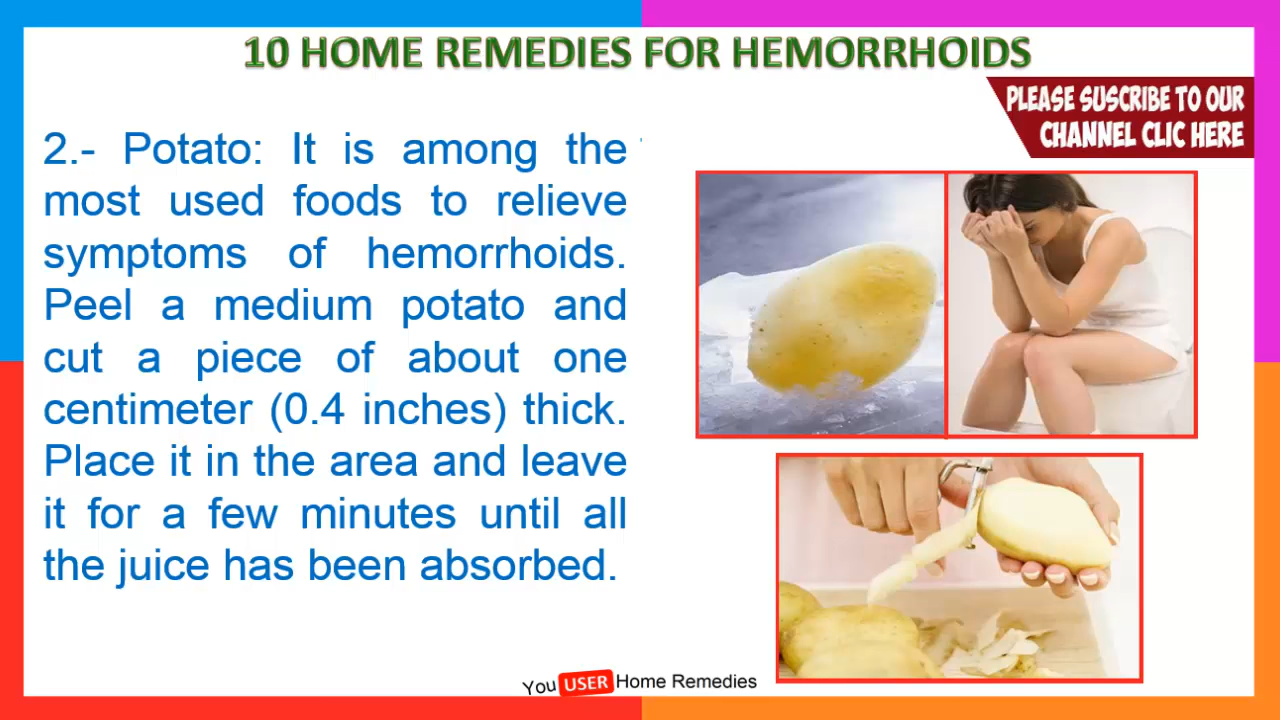 10 HOME REMEDIES FOR HEMORRHOIDS
PLEASE SUSCRIBE TO OUR
CHANNEL CLIC HERE
2.- Potato: It is among the
most used foods to relieve
symptoms of hemorrhoids.
Peel a medium potato and
cut a piece of about one
centimeter (0.4 inches) thick.
Place it in the area and leave
it for a few minutes until all
the juice has been absorbed.
You USER Home Remedies